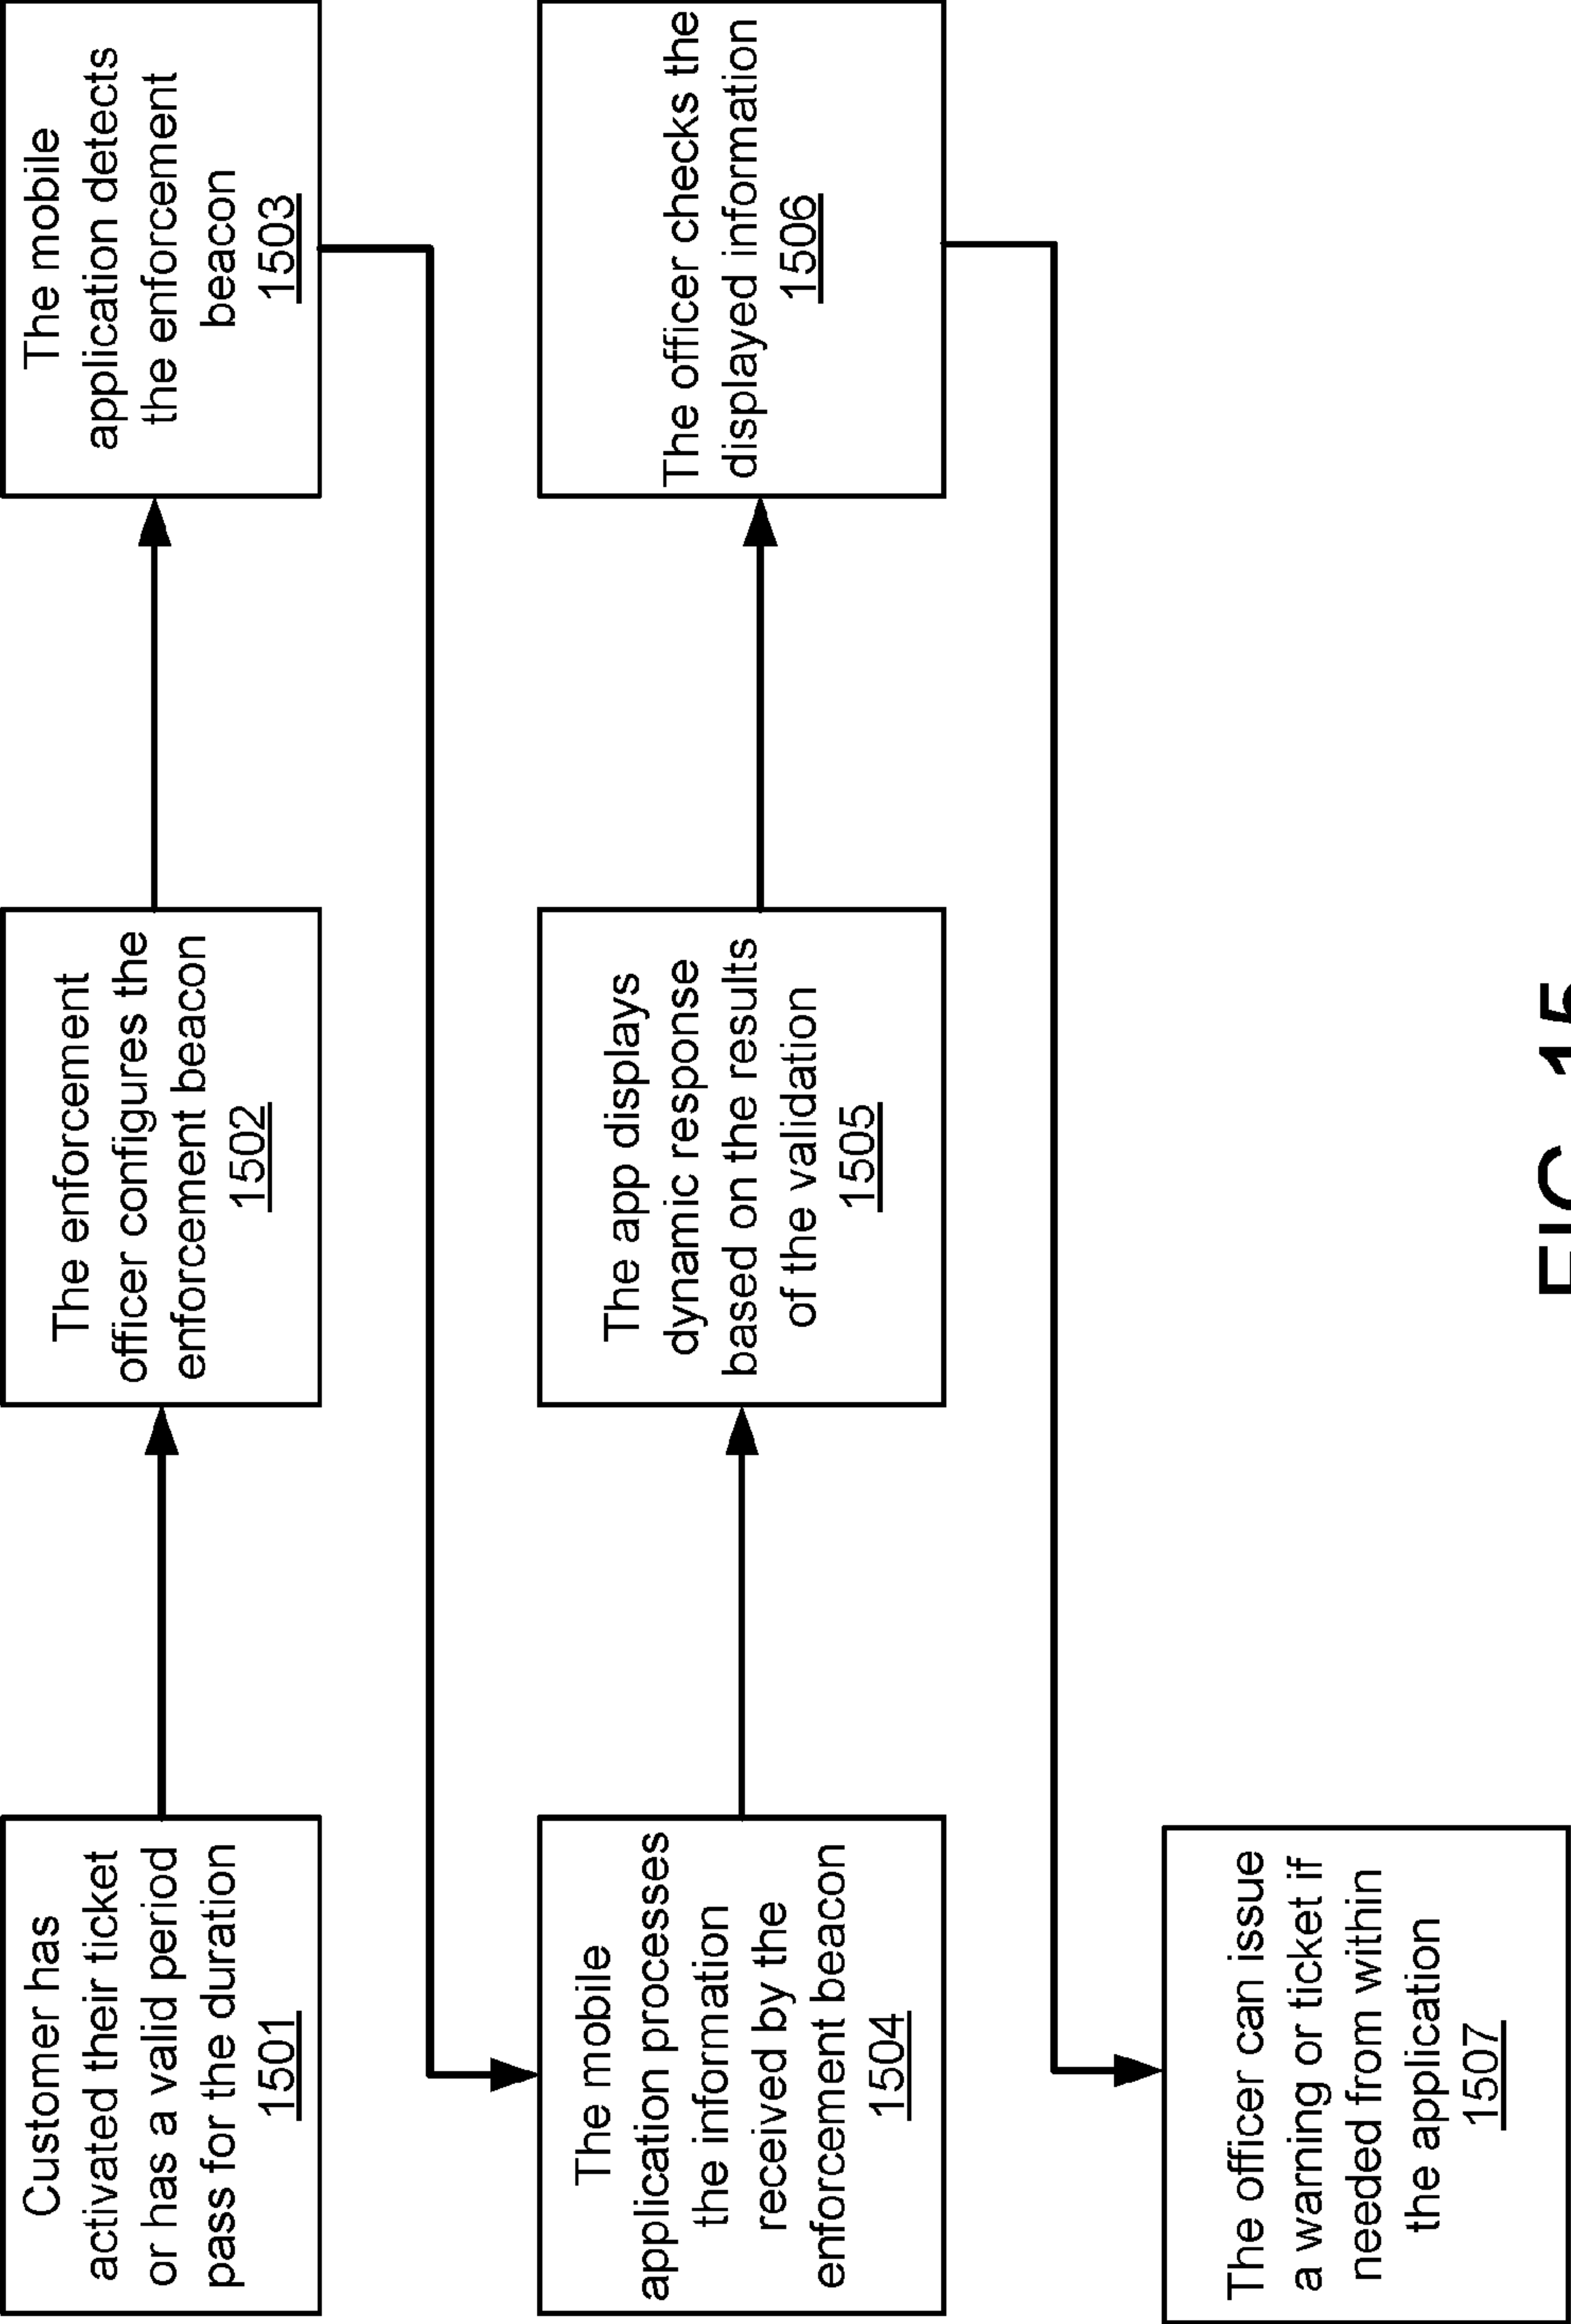 Customer has
activated their ticket
or has a valid period
pass for the duration
1501
The enforcement
officer configures the
enforcement beacon
1502
The mobile
application detects
the enforcement
beacon
1503
The mobile
application processes
the information
received by the
enforcement beacon
1504
The app displays
dynamic response
based on the results
of the validation
1505
The officer checks the
displayed information
1506
The officer can issue
a warning or ticket if
needed from within
the application
1507
FIG. 15